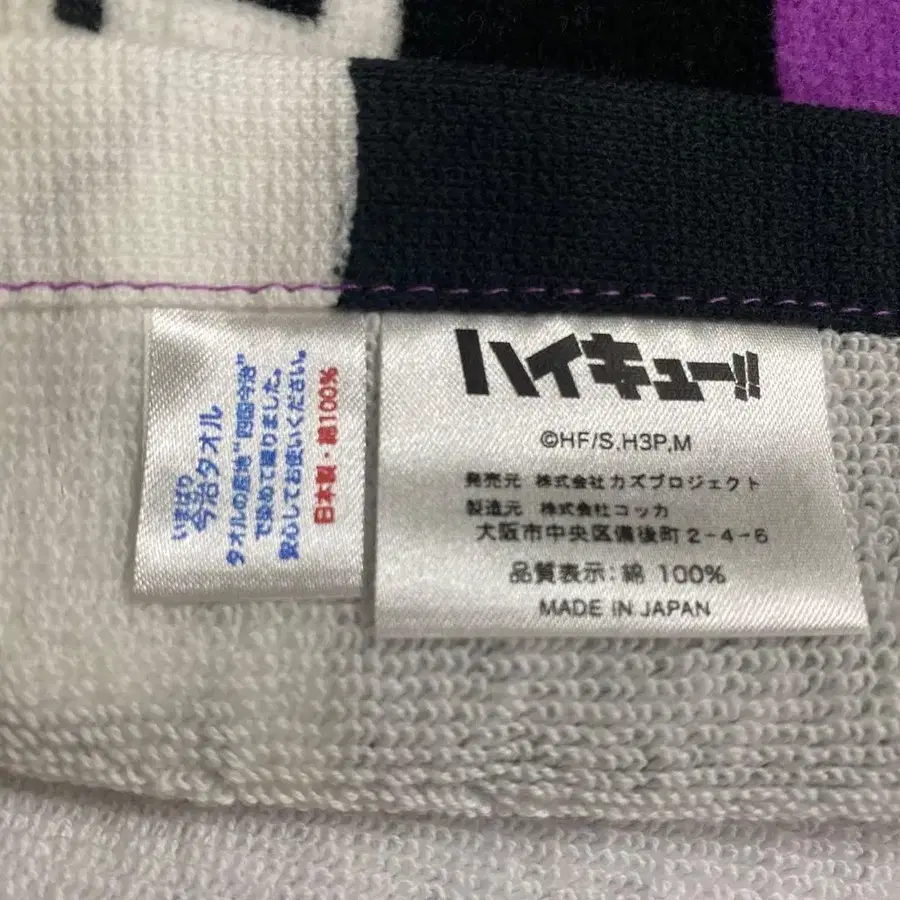 いまばり
今治タオル
タオルの産地"四国今治"
で染めて織りました。
安心してお使いください。
日本製・綿100%
ハイキュー!!
©HF/S,H3P,M
発売元 株式会社カズプロジェクト
製造元 株式会社コッカ
大阪市中央区備後町2-4-6
品質表示:綿 100%
MADE IN JAPAN